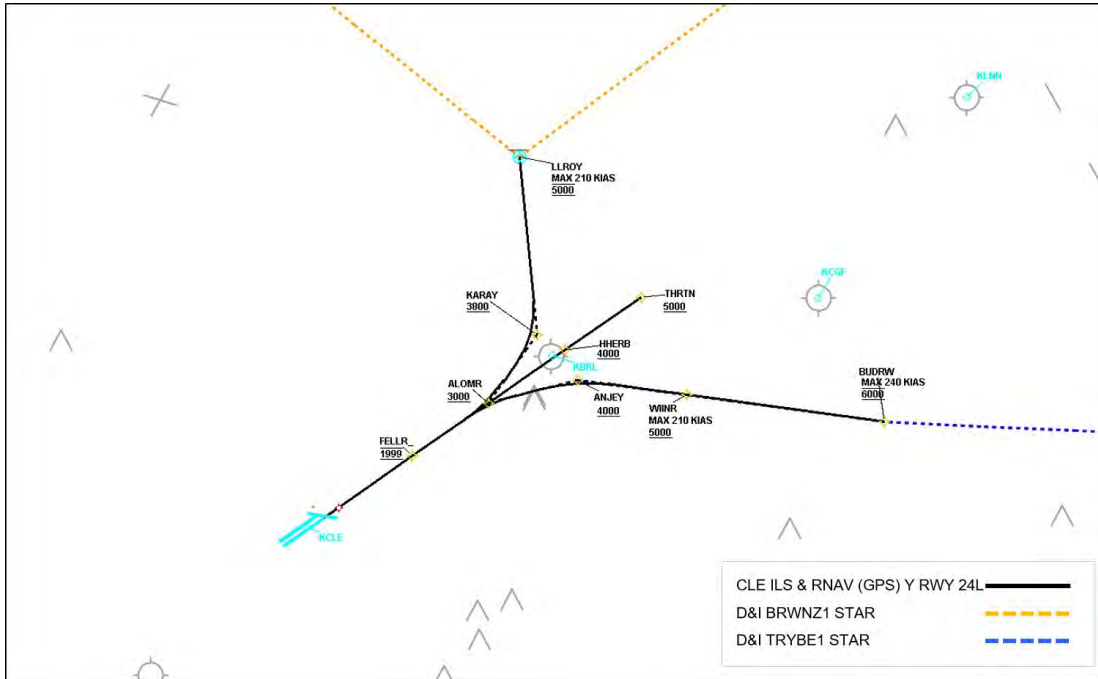 KLNN
LLROY
MAX 210 KIAS
5000
KCGF
KARAY
3800
THRTN
5000
HHERB
4000
KBKL
ALOMR
3000
ANJEY
4000
WIINR
MAX 210 KIAS
5000
BUDRW
MAX 240 KIAS
6000
FELLR_
1999
KCLE
CLE ILS & RNAV (GPS) Y RWY 24L
D&I BRWNZ1 STAR
D&I TRYBE1 STAR